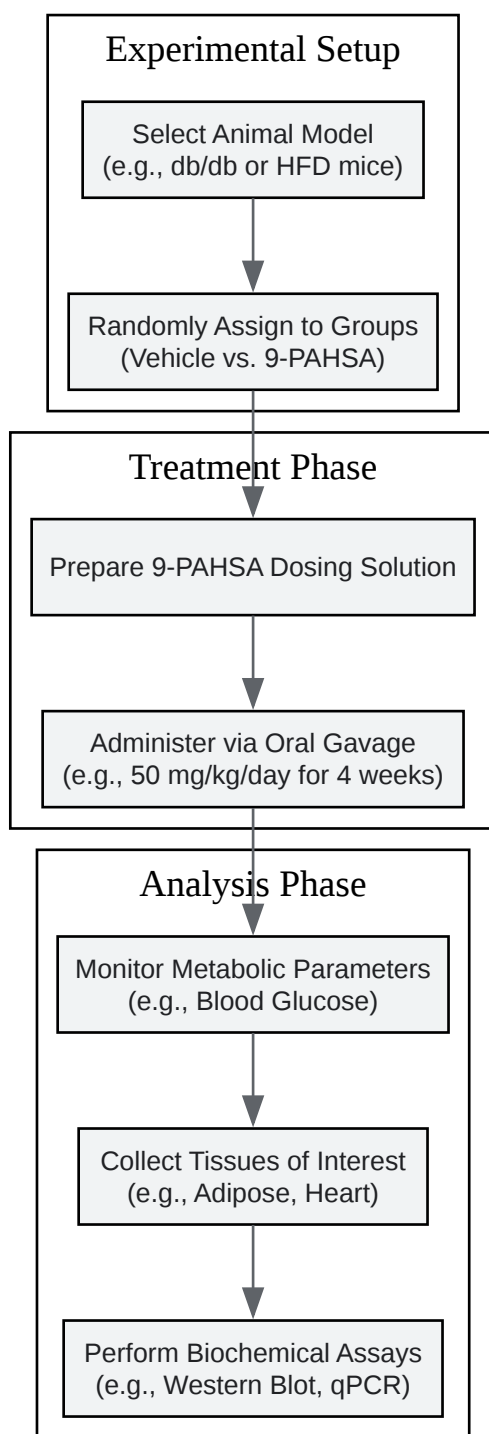 Experimental Setup
Select Animal Model
(e.g., db/db or HFD mice)
Randomly Assign to Groups
(Vehicle vs. 9-PAHSA)
Treatment Phase
Prepare 9-PAHSA Dosing Solution
Administer via Oral Gavage
(e.g., 50 mg/kg/day for 4 weeks)
Analysis Phase
Monitor Metabolic Parameters
(e.g., Blood Glucose)
Collect Tissues of Interest
(e.g., Adipose, Heart)
Perform Biochemical Assays
(e.g., Western Blot, qPCR)